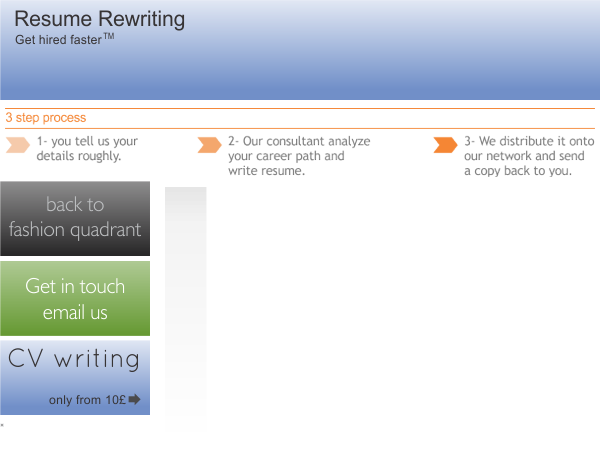 Resume Rewriting
Get hired faster™
3 step process
1- you tell us your
details roughly.
2- Our consultant analyze
your career path and
write resume.
3- We distribute it onto
our network and send
a copy back to you.
back to
fashion quadrant
Get in touch
email us
CV writing
only from 10£